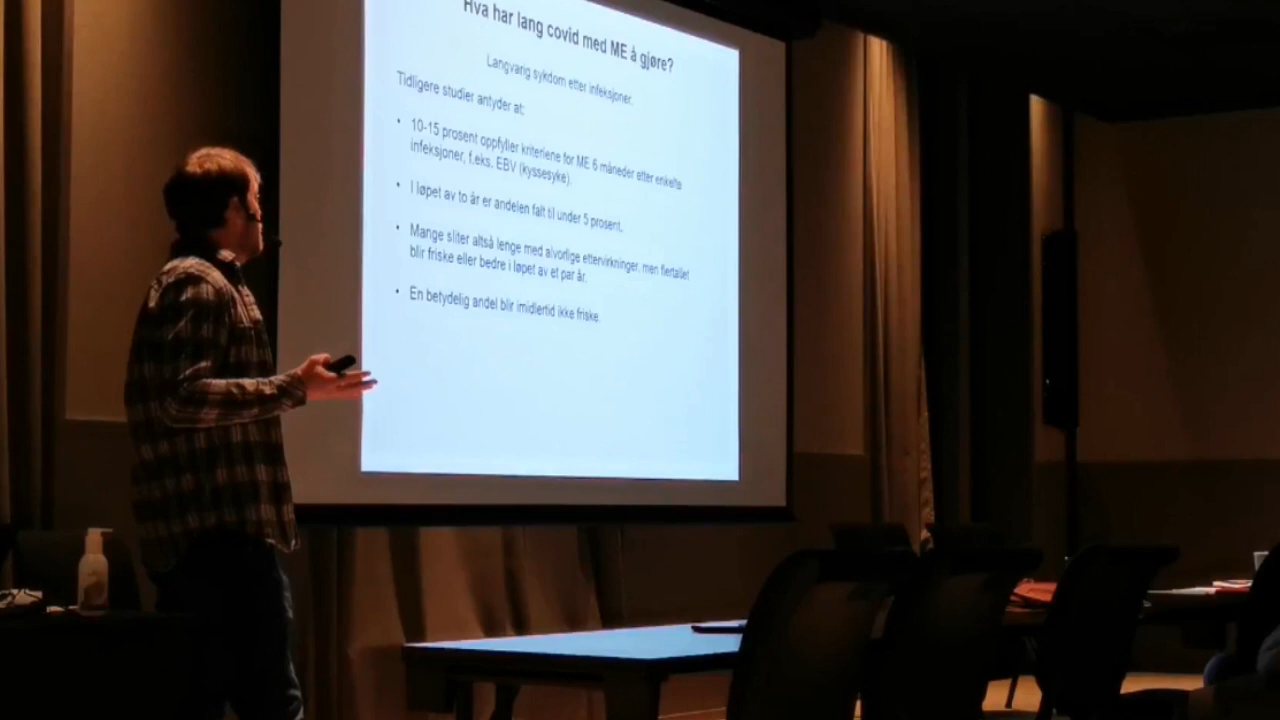 Hva har lang covid med ME å gjøre?
Langvarig sykdom etter infeksjoner.
Tidligere studier antyder at:
• 10-15 prosent oppfyller kriteriene for ME 6 måneder etter enkelte
infeksjoner, f.eks. EBV (kyssesyke).
• I løpet av to år er andelen falt til under 5 prosent.
• Mange sliter altså lenge med alvorlige ettervirkninger, men flertallet
blir friske eller bedre i løpet av et par år.
• En betydelig andel blir imidlertid ikke friske.